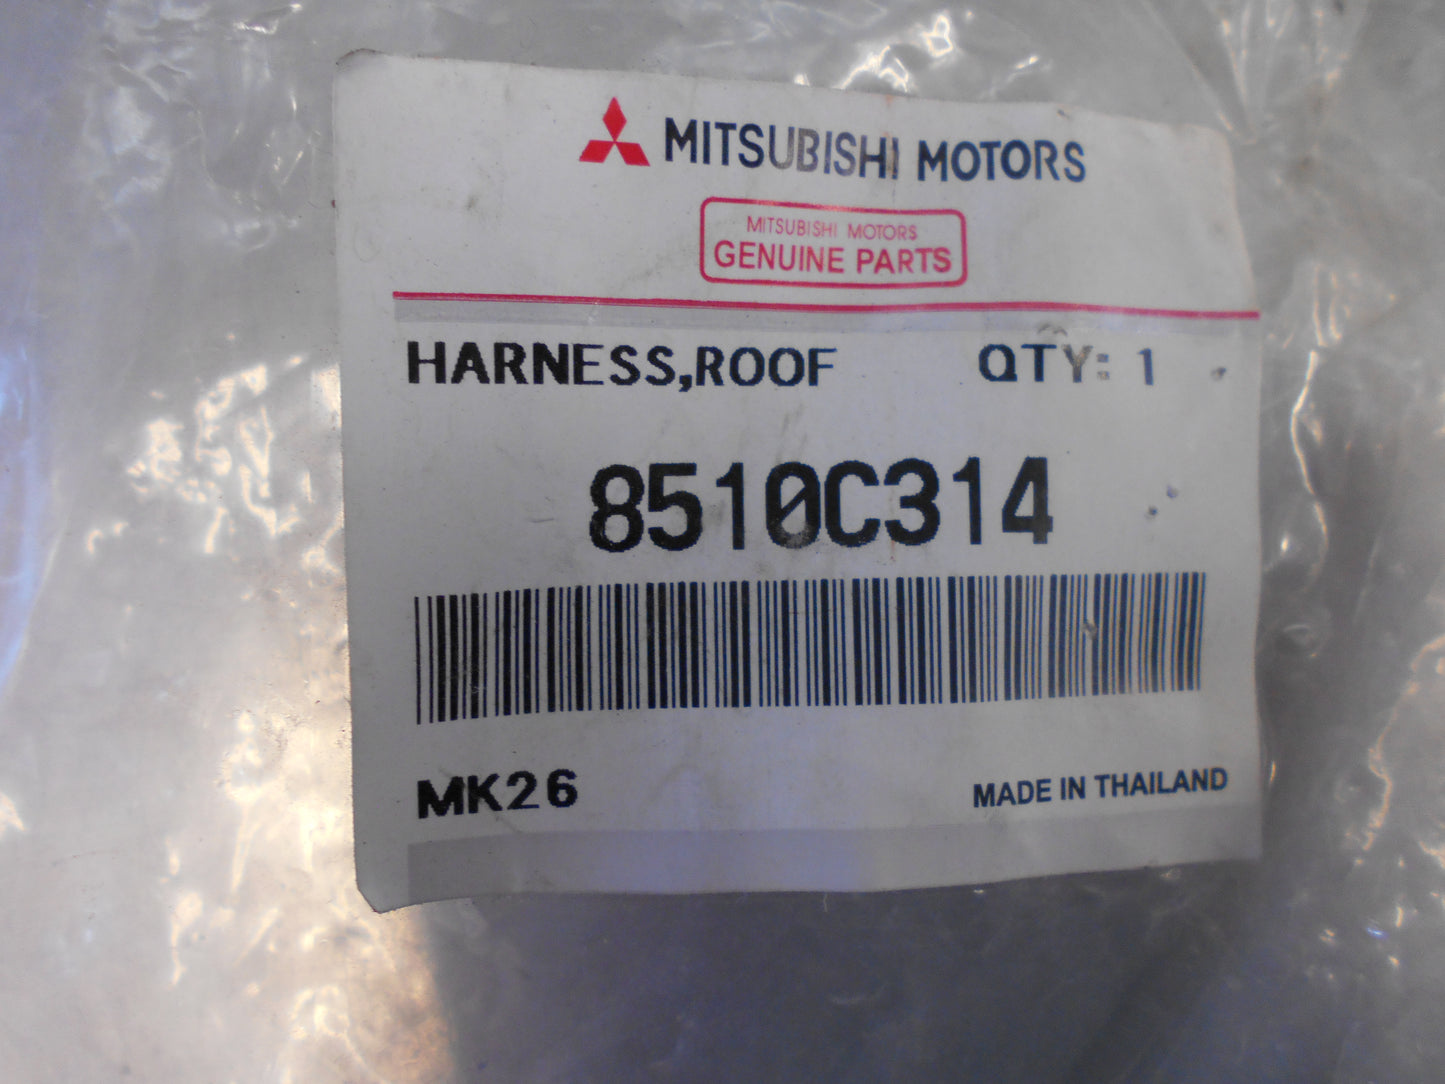 MITSUBISHI MOTORS
MITSUBISHI MOTORS
GENUINE PARTS
HARNESS,ROOF QTY: 1
8510C314
MK26 MADE IN THAILAND